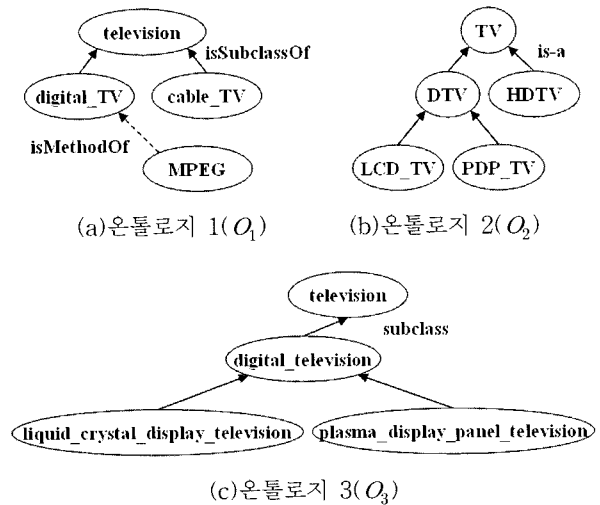 television
isSubclassOf
digital_TV cable_TV
isMethodOf
MPEG
(a)온톨로지 1(O₁)
TV
is-a
DTV HDTV
LCD_TV PDP_TV
(b)온톨로지 2(O₂)
television
subclass
digital_television
liquid_crystal_display_television plasma_display_panel_television
(c)온톨로지 3(O₃)